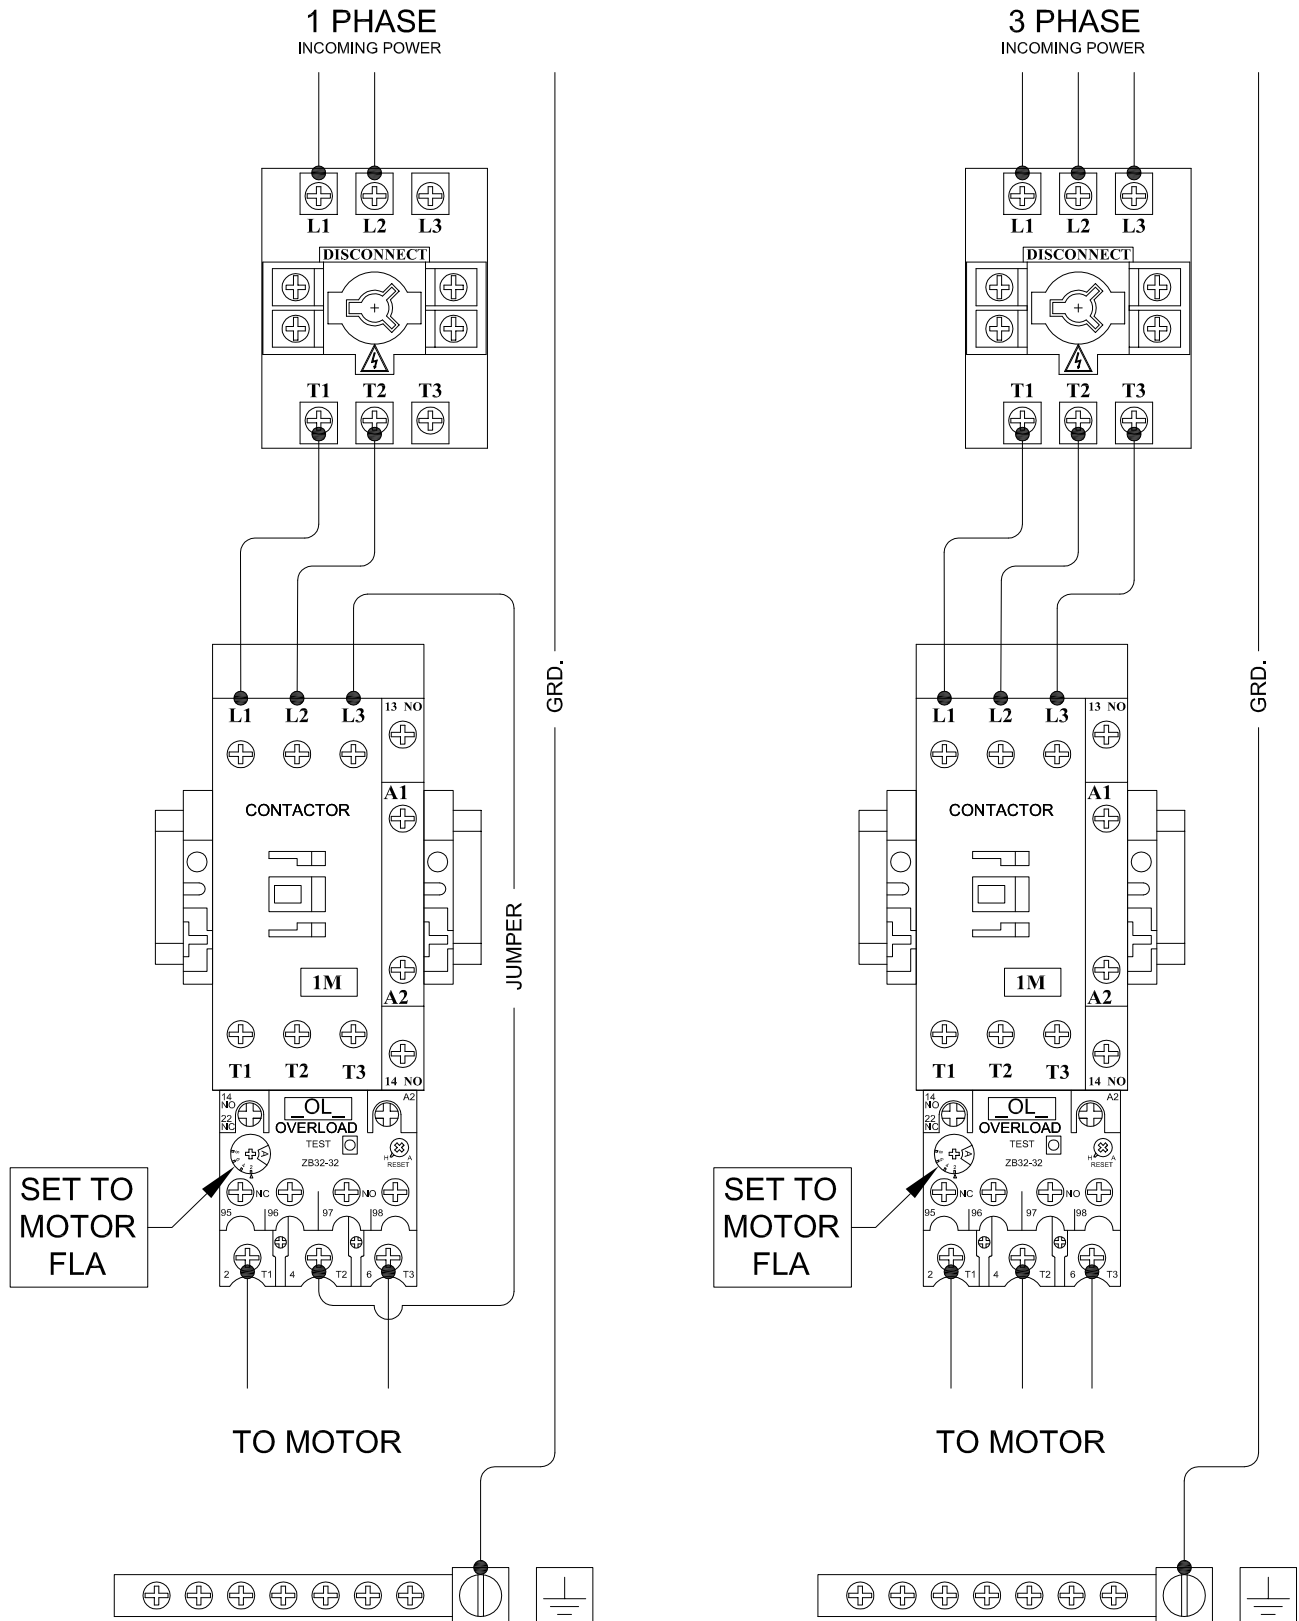 1 PHASE
INCOMING POWER
L1 L2 L3
DISCONNECT
T1 T2 T3
GRD.
L1 L2 L3 13 NO
A1
CONTACTOR
JUMPER
1M
A2
T1 T2 T3
14 NO
14 NO
22 NC
_OL_
A2
OVERLOAD
TEST
ZB32-32
H A
RESET
NC NO
95 96 97 98
2 T1 4 T2 6 T3
SET TO
MOTOR
FLA
TO MOTOR
3 PHASE
INCOMING POWER
L1 L2 L3
DISCONNECT
T1 T2 T3
GRD.
L1 L2 L3 13 NO
A1
CONTACTOR
1M
A2
T1 T2 T3
14 NO
14 NO
22 NC
_OL_
A2
OVERLOAD
TEST
ZB32-32
H A
RESET
NC NO
95 96 97 98
2 T1 4 T2 6 T3
SET TO
MOTOR
FLA
TO MOTOR